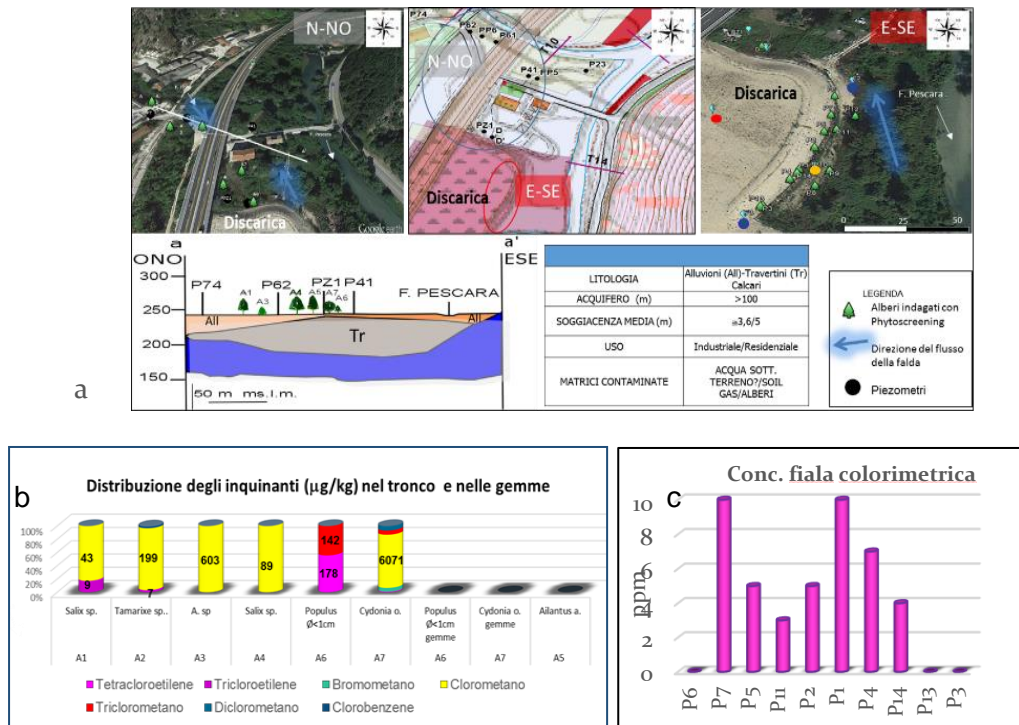 N-NO
Discarica
F. Pescara
Google earth
P74
P62
PP6
P61
N-NO
T10
P41
PP5
P23
PZ1
D
D'
T14
Discarica
E-SE
E-SE
Discarica
F. Pescara
0 25 50
a
a'
ONO
ESE
300
250
200
150
P74
A1
A3
P62
A4
A5
PZ1
A7
A6
P41
F. PESCARA
All
All
Tr
50 m ms.l.m.
LITOLOGIA Alluvioni (All)-Travertini (Tr)
Calcari
ACQUIFERO (m) >100
SOGGIACENZA MEDIA (m) ≅3,6/5
USO Industriale/Residenziale
MATRICI CONTAMINATE ACQUA SOTT.
TERRENO?/SOIL
GAS/ALBERI
LEGENDA
Alberi indagati con
Phytoscreening
Direzione del flusso
della falda
Piezometri
a
b
Distribuzione degli inquinanti (µg/kg) nel tronco e nelle gemme
100%
80%
60%
40%
20%
0%
43
9
199
7
603
89
142
178
6071
Salix sp. Tamarixe sp.. A. sp Salix sp. Populus Cydonia o. Populus Cydonia o. Ailantus a.
Ø<1cm Ø<1cm gemme
gemme
A1 A2 A3 A4 A6 A7 A6 A7 A5
Tetracloroetilene Tricloroetilene Bromometano Clorometano
Triclorometano Diclorometano Clorobenzene
c
Conc. fiala colorimetrica
10
8
6
4
2
0
ppm
P6 P7 P5 P11 P2 P1 P4 P14 P13 P3